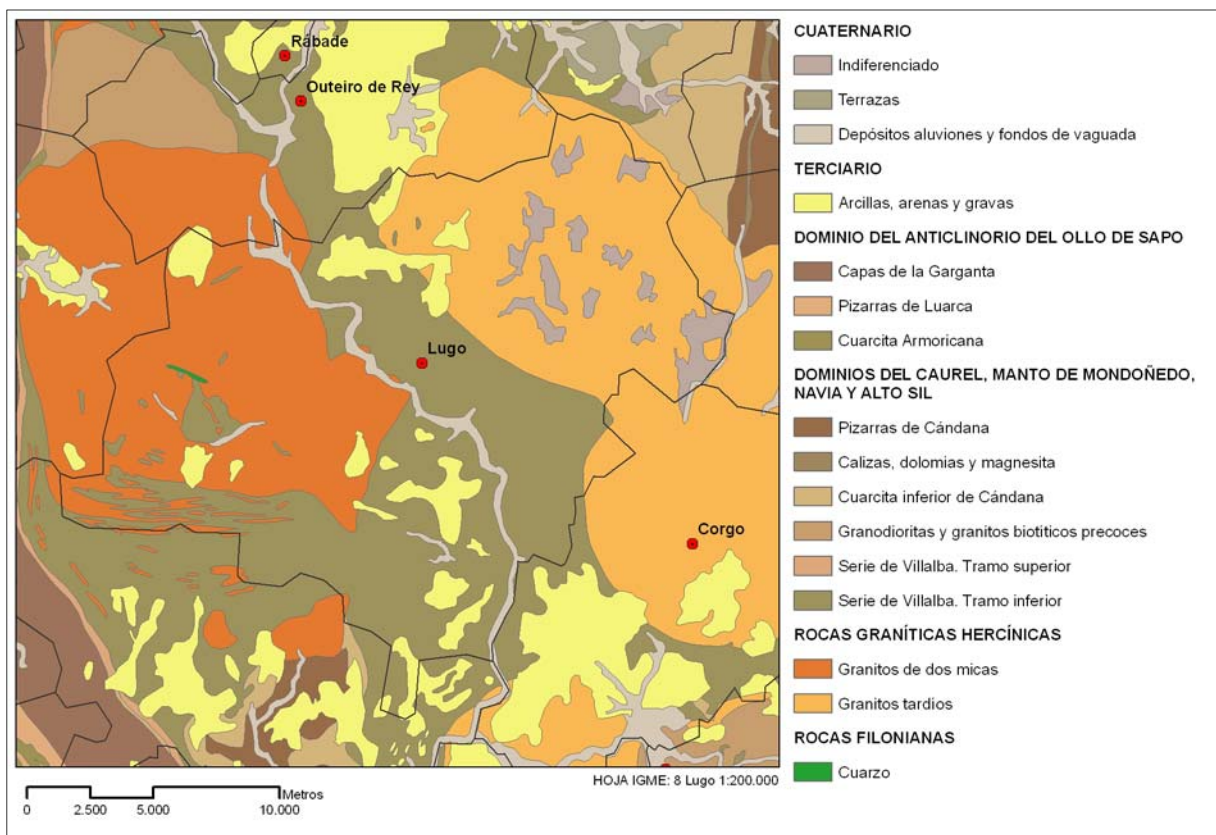 Rábade
Outeiro de Rey
Lugo
Corgo
CUATERNARIO
Indiferenciado
Terrazas
Depósitos aluviones y fondos de vaguada
TERCIARIO
Arcillas, arenas y gravas
DOMINIO DEL ANTICLINORIO DEL OLLO DE SAPO
Capas de la Garganta
Pizarras de Luarca
Cuarcita Armoricana
DOMINIOS DEL CAUREL, MANTO DE MONDOÑEDO,
NAVIA Y ALTO SIL
Pizarras de Cándana
Calizas, dolomias y magnesita
Cuarcita inferior de Cándana
Granodioritas y granitos biotíticos precoces
Serie de Villalba. Tramo superior
Serie de Villalba. Tramo inferior
ROCAS GRANÍTICAS HERCÍNICAS
Granitos de dos micas
Granitos tardíos
ROCAS FILONIANAS
Cuarzo
HOJA IGME: 8 Lugo 1:200.000
Metros
0 2.500 5.000 10.000